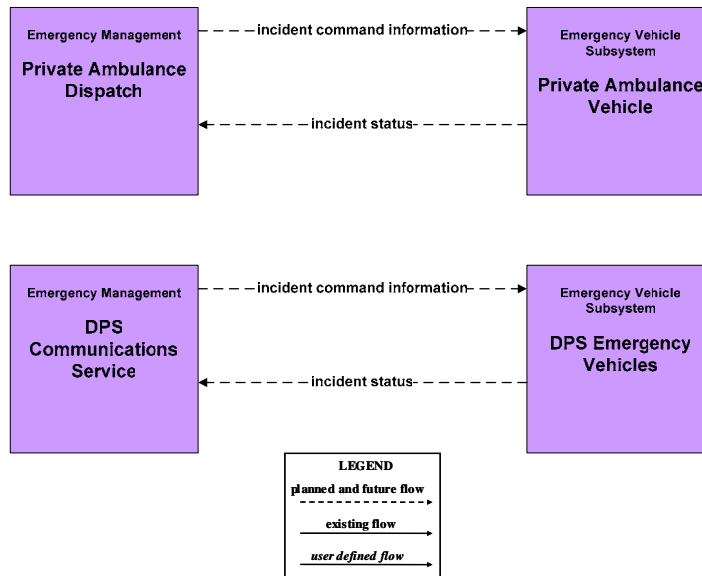 Emergency Management
Private Ambulance
Dispatch
incident command information
incident status
Emergency Vehicle
Subsystem
Private Ambulance
Vehicle
Emergency Management
DPS
Communications
Service
incident command information
incident status
Emergency Vehicle
Subsystem
DPS Emergency
Vehicles
LEGEND
planned and future flow
existing flow
user defined flow